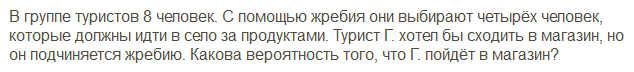 В группе туристов 8 человек. С помощью жребия они выбирают четырёх человек,
которые должны идти в село за продуктами. Турист Г. хотел бы сходить в магазин, но
он подчиняется жребию. Какова вероятность того, что Г. пойдёт в магазин?